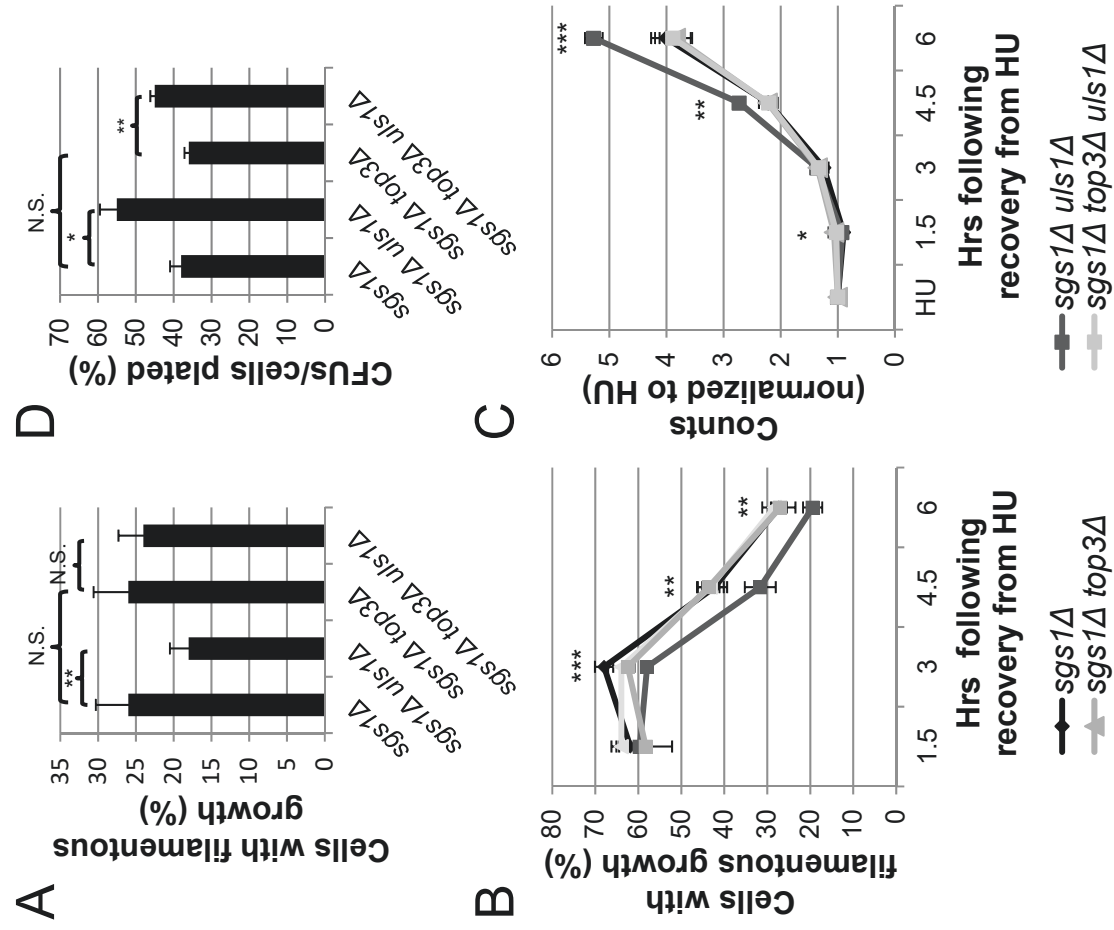 A
Cells with filamentous
growth (%)
35
30
25
20
15
10
5
0
N.S.
**
N.S.
sgs1Δ
sgs1Δ uls1Δ
sgs1Δ top3Δ
sgs1Δ top3Δ uls1Δ
D
CFUs/cells plated (%)
70
60
50
40
30
20
10
0
N.S.
*
**
sgs1Δ
sgs1Δ uls1Δ
sgs1Δ top3Δ
sgs1Δ top3Δ uls1Δ
B
Cells with
filamentous growth
(%)
80
70
60
50
40
30
20
10
0
***
**
**
1.5
3
4.5
6
Hrs following
recovery from HU
C
Counts
(normalized to HU)
6
5
4
3
2
1
0
*
**
***
HU
1.5
3
4.5
6
Hrs following
recovery from HU
sgs1Δ
sgs1Δ uls1Δ
sgs1Δ top3Δ
sgs1Δ top3Δ uls1Δ